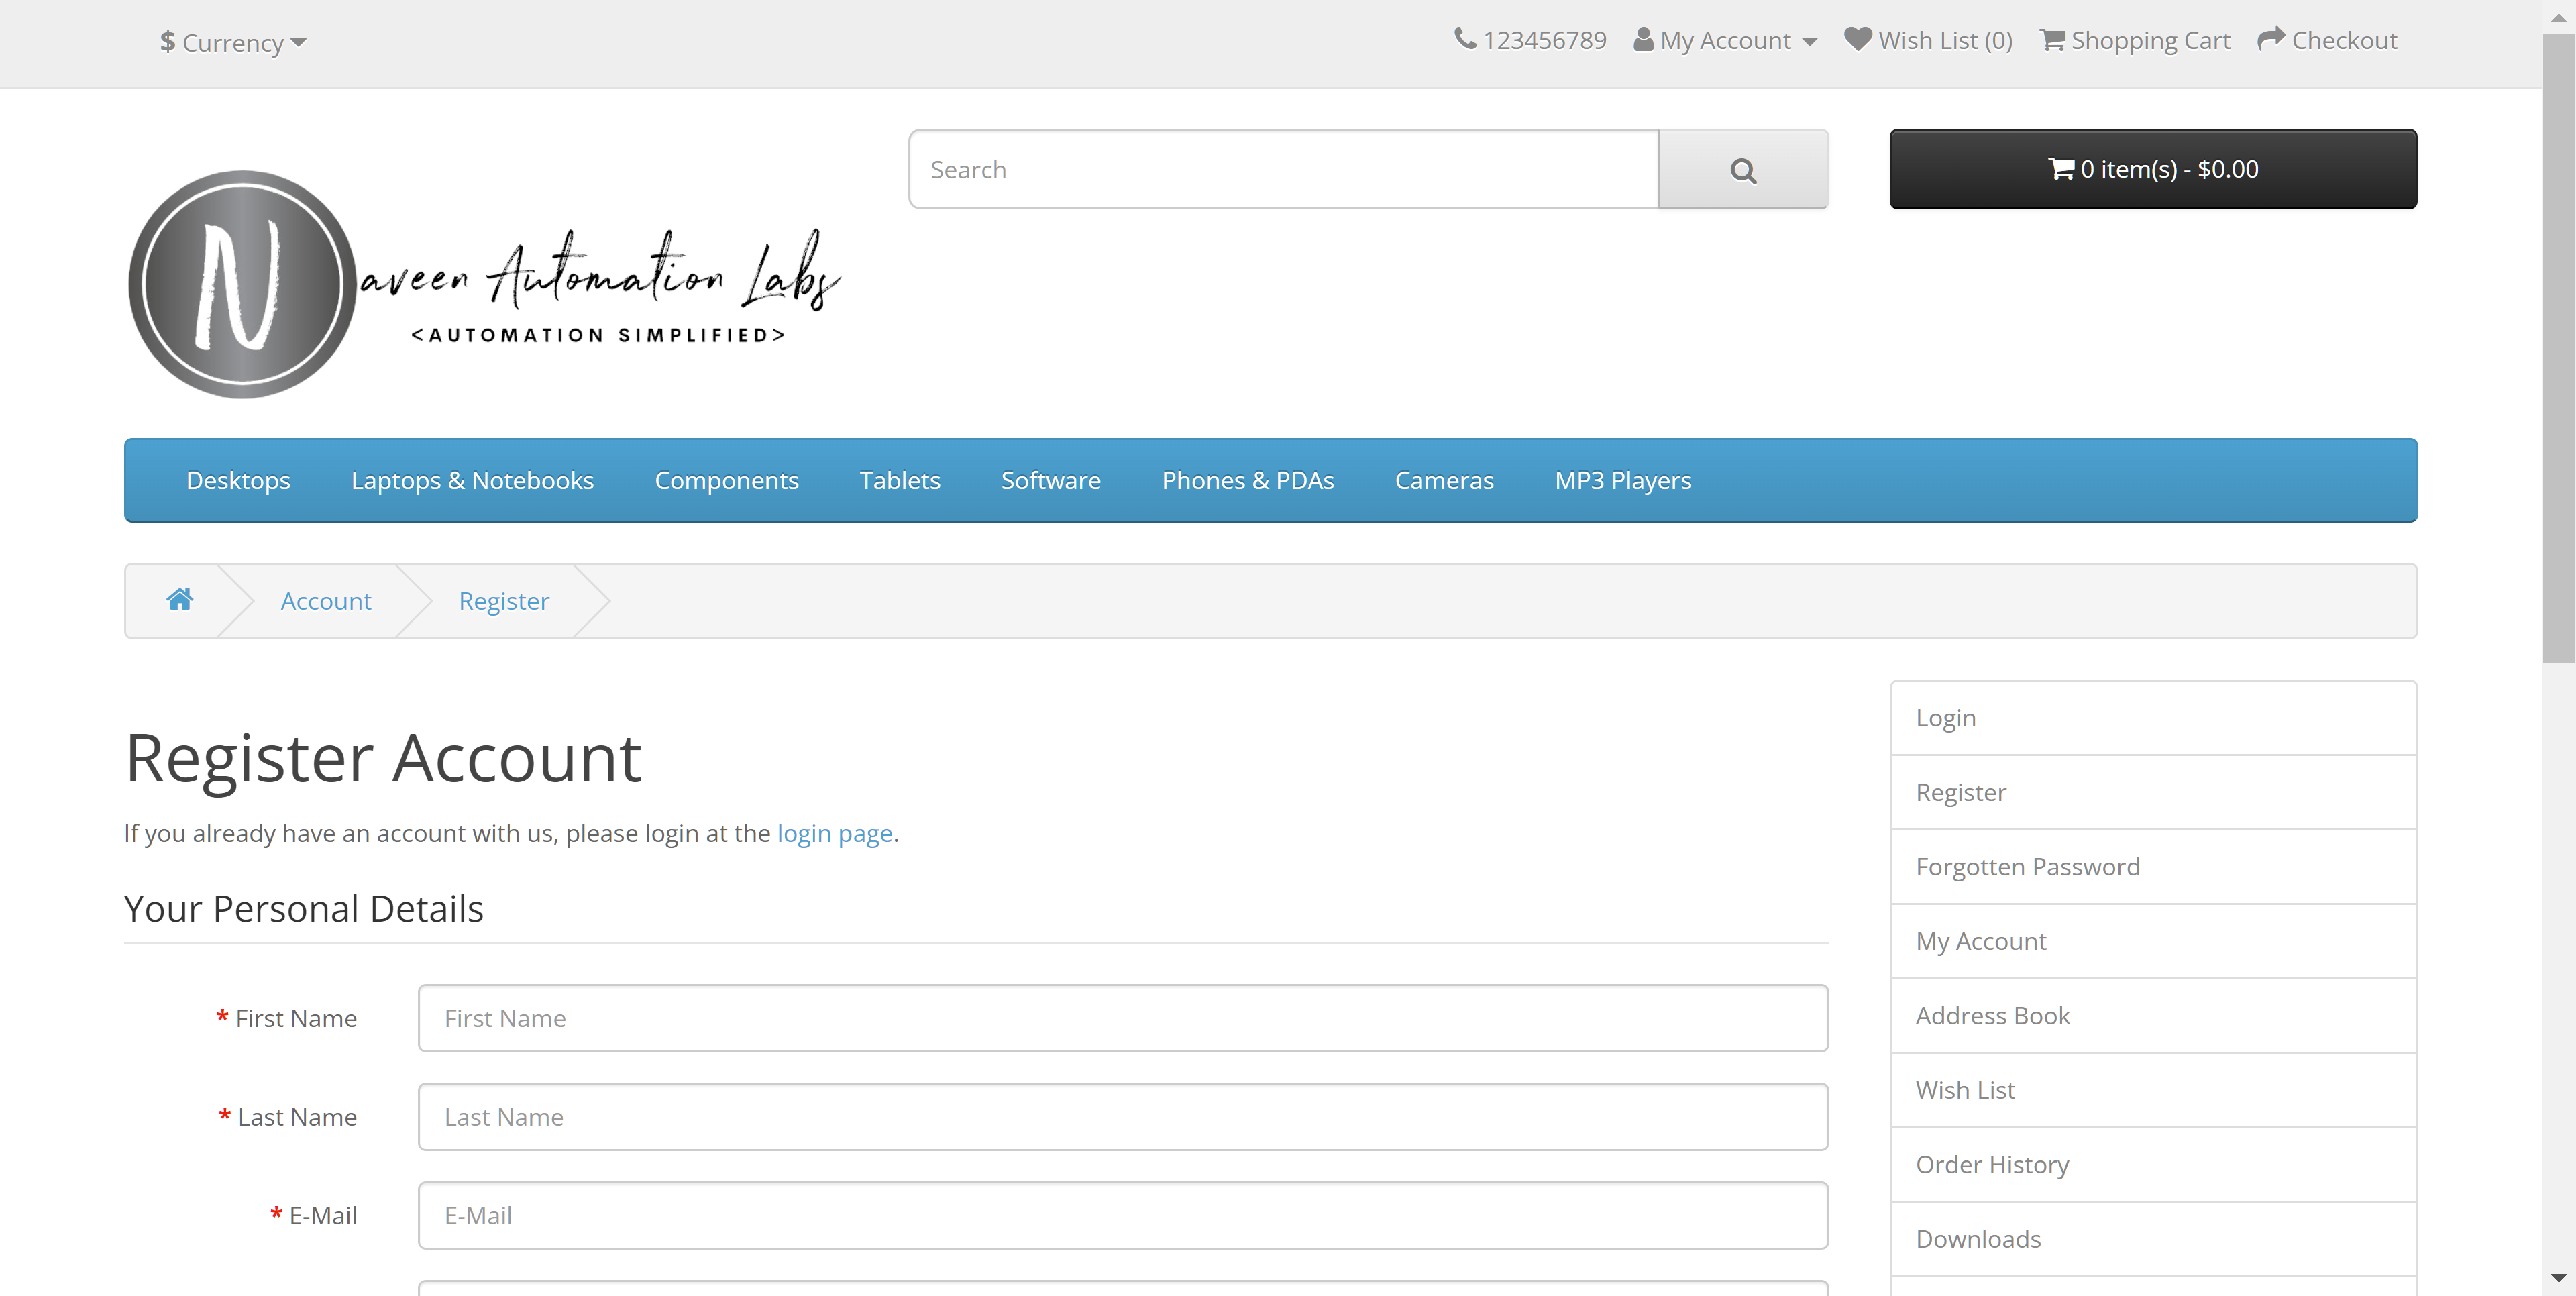 $ Currency
123456789 My Account Wish List (0) Shopping Cart Checkout
Search
0 item(s) - $0.00
N
aveen Automation Labs
<AUTOMATION SIMPLIFIED>
Desktops Laptops & Notebooks Components Tablets Software Phones & PDAs Cameras MP3 Players
Account Register
Register Account
If you already have an account with us, please login at the login page.
Your Personal Details
* First Name
First Name
* Last Name
Last Name
* E-Mail
E-Mail
Login
Register
Forgotten Password
My Account
Address Book
Wish List
Order History
Downloads